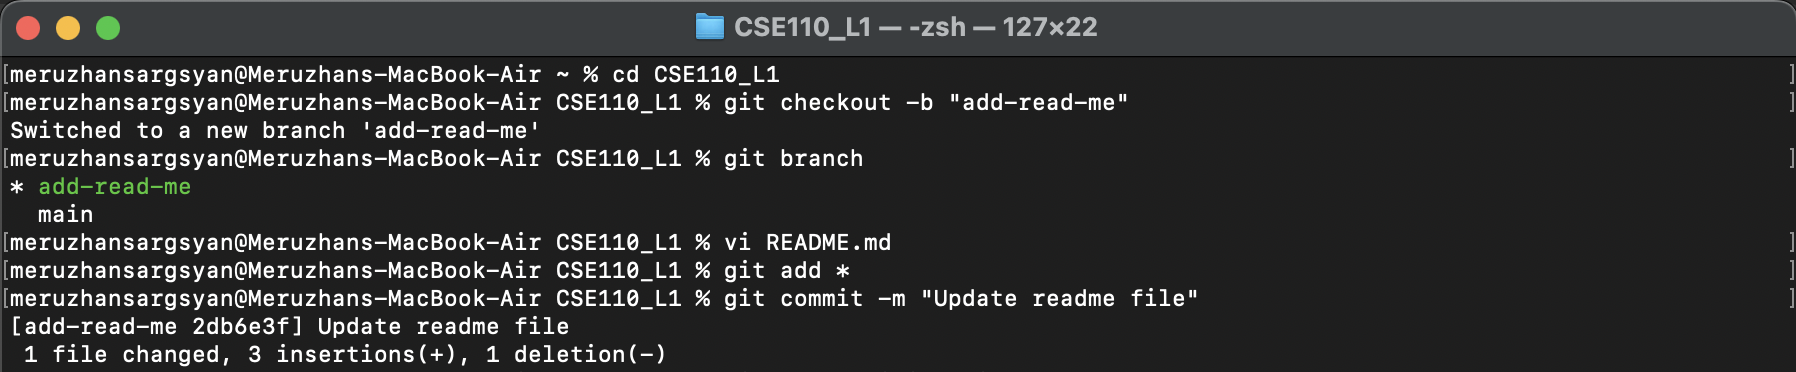 CSE110_L1 — -zsh — 127×22
[meruzhansargsyan@Meruzhans-MacBook-Air ~ % cd CSE110_L1 ]
[meruzhansargsyan@Meruzhans-MacBook-Air CSE110_L1 % git checkout -b "add-read-me" ]
Switched to a new branch 'add-read-me'
[meruzhansargsyan@Meruzhans-MacBook-Air CSE110_L1 % git branch ]
* add-read-me
  main
[meruzhansargsyan@Meruzhans-MacBook-Air CSE110_L1 % vi README.md ]
[meruzhansargsyan@Meruzhans-MacBook-Air CSE110_L1 % git add * ]
[meruzhansargsyan@Meruzhans-MacBook-Air CSE110_L1 % git commit -m "Update readme file" ]
[add-read-me 2db6e3f] Update readme file
 1 file changed, 3 insertions(+), 1 deletion(-)